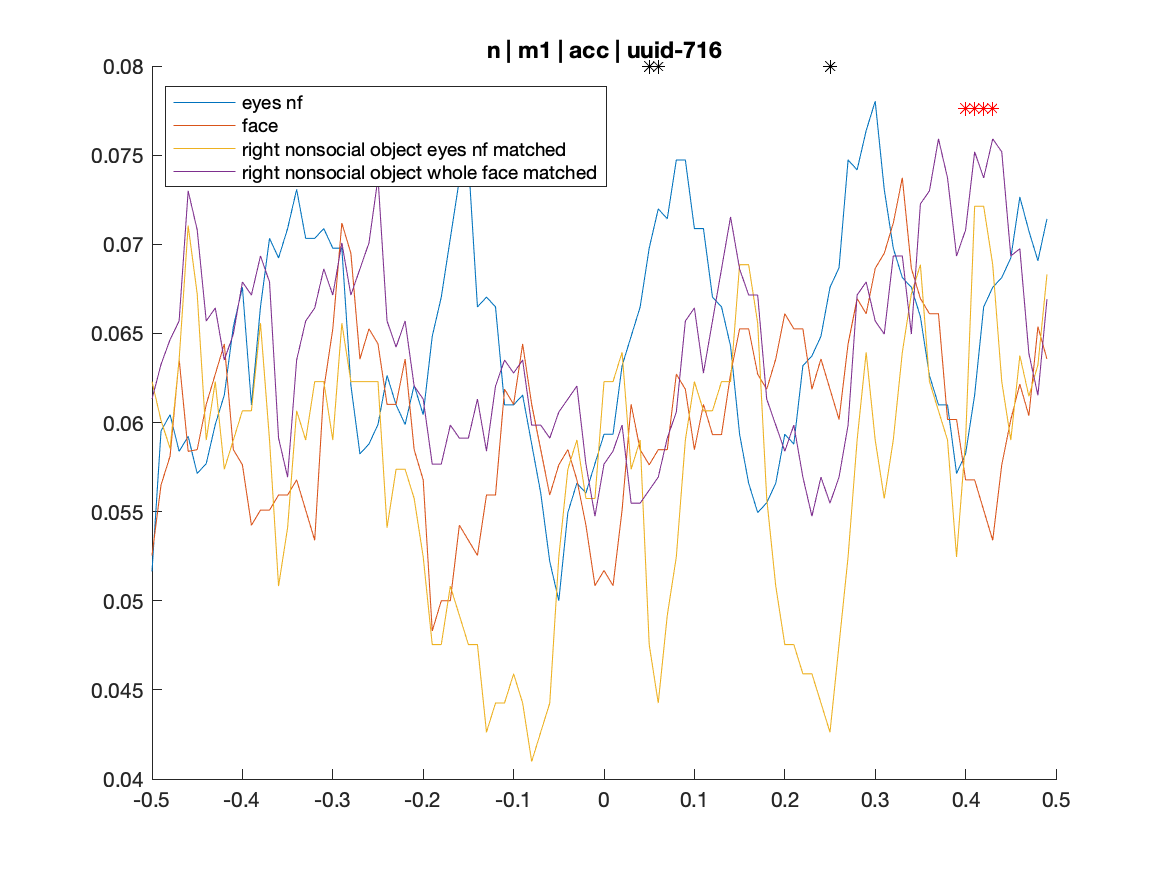 n | m1 | acc | uuid-716
0.08
eyes nf
face
right nonsocial object eyes nf matched
right nonsocial object whole face matched
0.075
0.07
0.065
0.06
0.055
0.05
0.045
0.04
-0.5 -0.4 -0.3 -0.2 -0.1 0 0.1 0.2 0.3 0.4 0.5